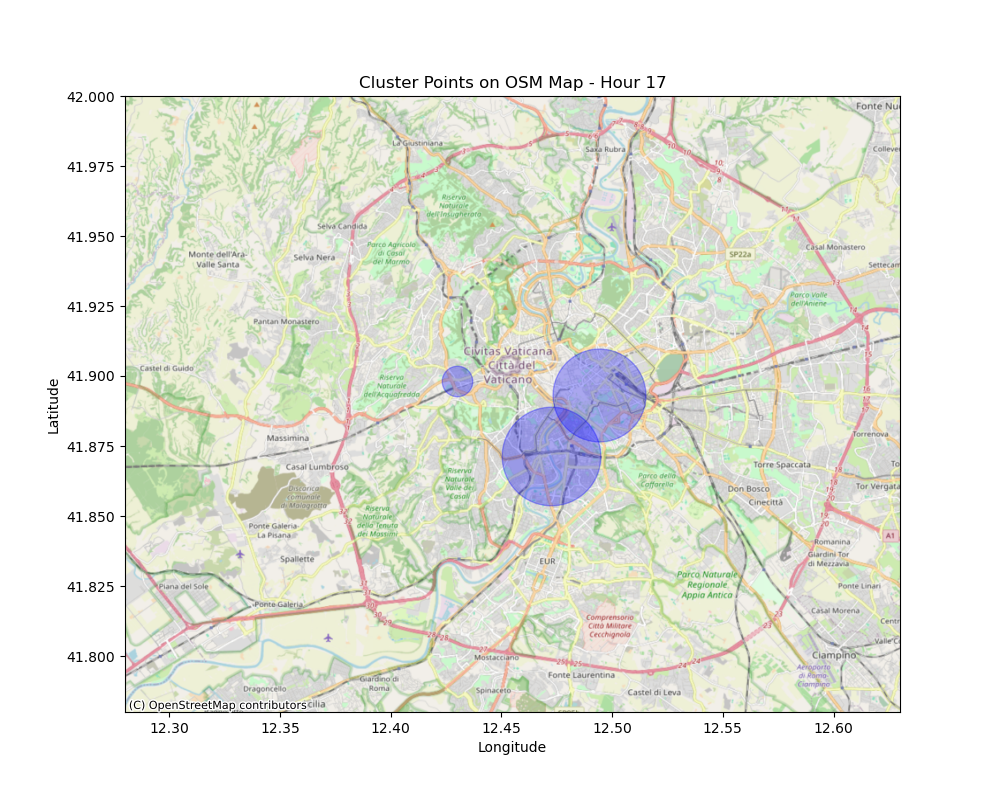 Cluster Points on OSM Map - Hour 17
42.000
41.975
41.950
41.925
41.900
41.875
41.850
41.825
41.800
Latitude
12.30
12.35
12.40
12.45
12.50
12.55
12.60
Longitude
Fonte Nu
La Giustiniana
Saxa Rubra
Colleve
Riserva
Naturale
dell'Insugherata
Selva Candida
Monte dell'Ara-
Valle Santa
Selva Nera
Parco Agricolo
di Casal
del Marmo
SP22a
Casal Monastero
Settecam
Parco Valle
dell'Aniene
Pantan Monastero
Civitas Vaticana
Città del
Vaticano
Castel di Guido
Riserva
Naturale
dell'Acquafredda
Massimina
Torrenova
Casal Lumbroso
Torre Spaccata
To
Discarica
comunale
di Malagrotta
Riserva
Naturale
Valle dei
Casali
Parco della
Caffarella
Don Bosco
Cinecittà
Tor Vergata
Riserva
Naturale
della Tenuta
dei Massimi
Ponte Galeria-
La Pisana
A1
Romanina
Spallette
EUR
Giardini Tor
di Mezzavia
Piana del Sole
Parco Naturale
Regionale
Appia Antica
Ponte Linari
Ponte Galeria
Casal Morena
Comprensorio
Città Militare
Cecchignola
Centr
Valle C
Mostacciano
Ciampino
Fonte Laurentina
Aeroporto
di Roma-
Ciampino
Giardino di
Roma
Dragoncello
Spinaceto
Castel di Leva
(C) OpenStreetMap contributors
cilia